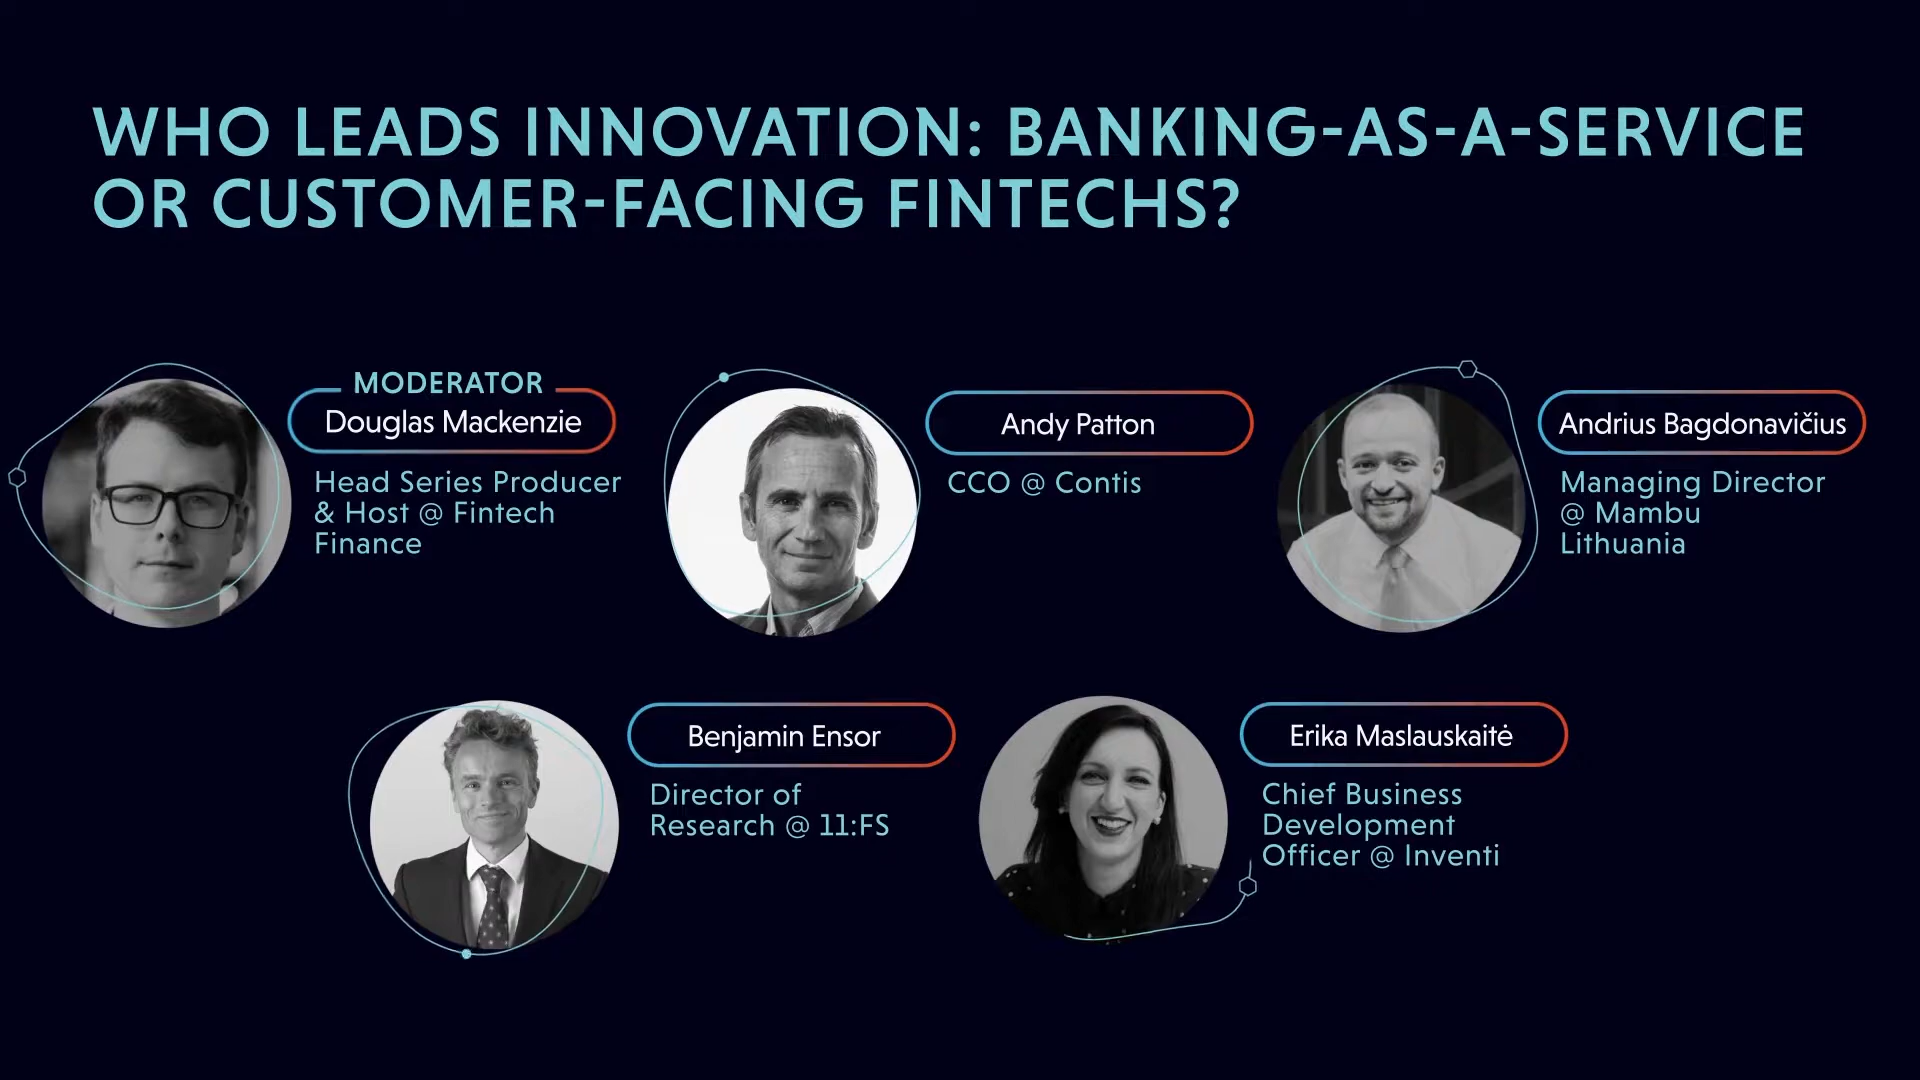 WHO LEADS INNOVATION: BANKING-AS-A-SERVICE
OR CUSTOMER-FACING FINTECHS?
MODERATOR
Douglas Mackenzie
Head Series Producer
& Host @ Fintech
Finance
Andy Patton
CCO @ Contis
Andrius Bagdonavičius
Managing Director
@ Mambu
Lithuania
Benjamin Ensor
Director of
Research @ 11:FS
Erika Maslauskaitė
Chief Business
Development
Officer @ Inventi